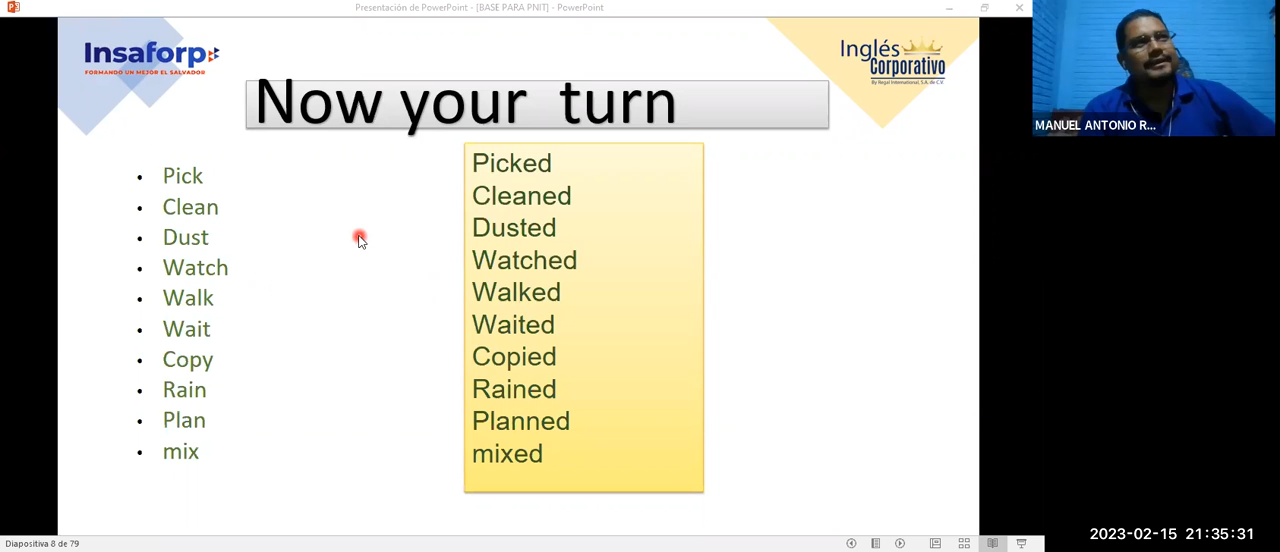 Presentación de PowerPoint - [BASE PARA PNIT] - PowerPoint
Insaforp
FORMANDO UN MEJOR EL SALVADOR
Inglés
Corporativo
By Regal International, S.A. de C.V.
Now your turn
MANUEL ANTONIO R...
• Pick
• Clean
• Dust
• Watch
• Walk
• Wait
• Copy
• Rain
• Plan
• mix
Picked
Cleaned
Dusted
Watched
Walked
Waited
Copied
Rained
Planned
mixed
Diapositiva 8 de 79
2023-02-15 21:35:31